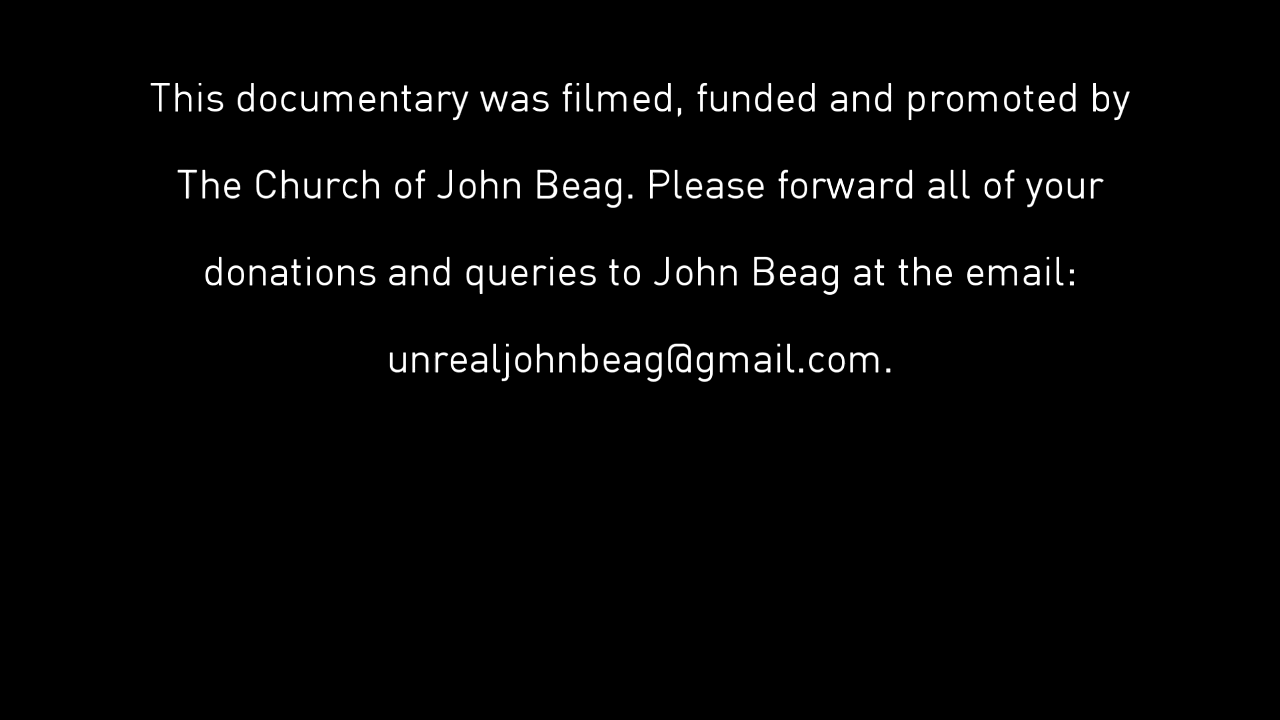 This documentary was filmed, funded and promoted by
The Church of John Beag. Please forward all of your
donations and queries to John Beag at the email:
unrealjohnbeag@gmail.com.